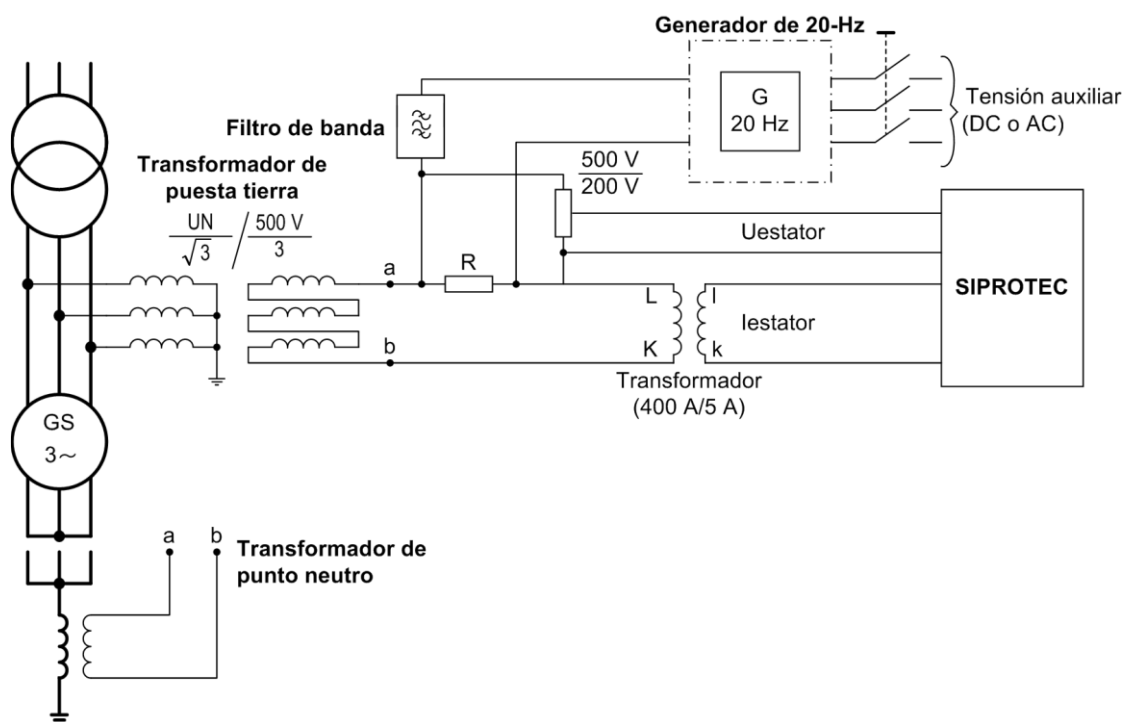 Generador de 20-Hz
G
20 Hz
Tensión auxiliar
(DC o AC)
Filtro de banda
Transformador de
puesta tierra
UN
√3
/
500 V
3
500 V
200 V
Uestator
SIPROTEC
a
R
L
l
Iestator
K
k
b
Transformador
(400 A/5 A)
GS
3~
a
b
Transformador de
punto neutro